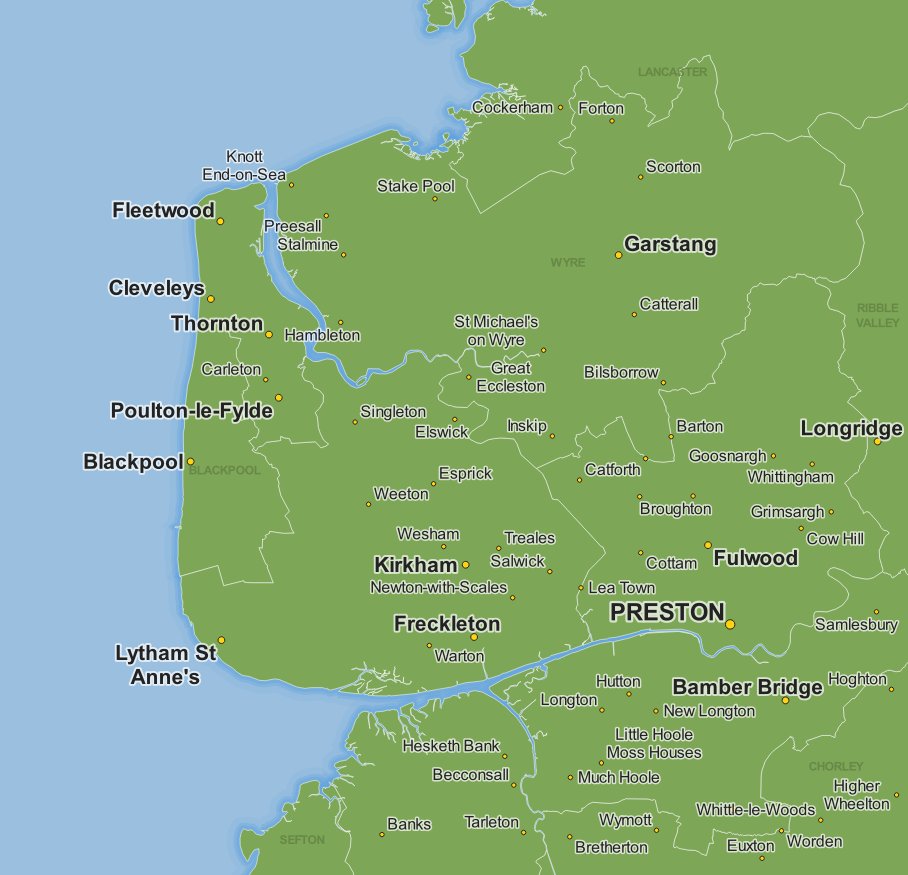 LANCASTER
Cockerham
Forton
Knott
End-on-Sea
Scorton
Stake Pool
Fleetwood
Preesall
Stalmine
Garstang
WYRE
Cleveleys
Catterall
RIBBLE
VALLEY
Thornton
Hambleton
St Michael's
on Wyre
Carleton
Great
Eccleston
Bilsborrow
Poulton-le-Fylde
Singleton
Elswick
Inskip
Barton
Longridge
Blackpool
BLACKPOOL
Goosnargh
Catforth
Whittingham
Esprick
Weeton
Broughton
Grimsargh
Cow Hill
Wesham
Treales
Kirkham
Salwick
Cottam
Fulwood
Newton-with-Scales
Lea Town
PRESTON
Freckleton
Samlesbury
Lytham St
Anne's
Warton
Hutton
Bamber Bridge
Hoghton
Longton
New Longton
Little Hoole
Moss Houses
Hesketh Bank
Becconsall
Much Hoole
CHORLEY
Higher
Wheelton
Whittle-le-Woods
Banks
Tarleton
Wymott
SEFTON
Bretherton
Euxton
Worden